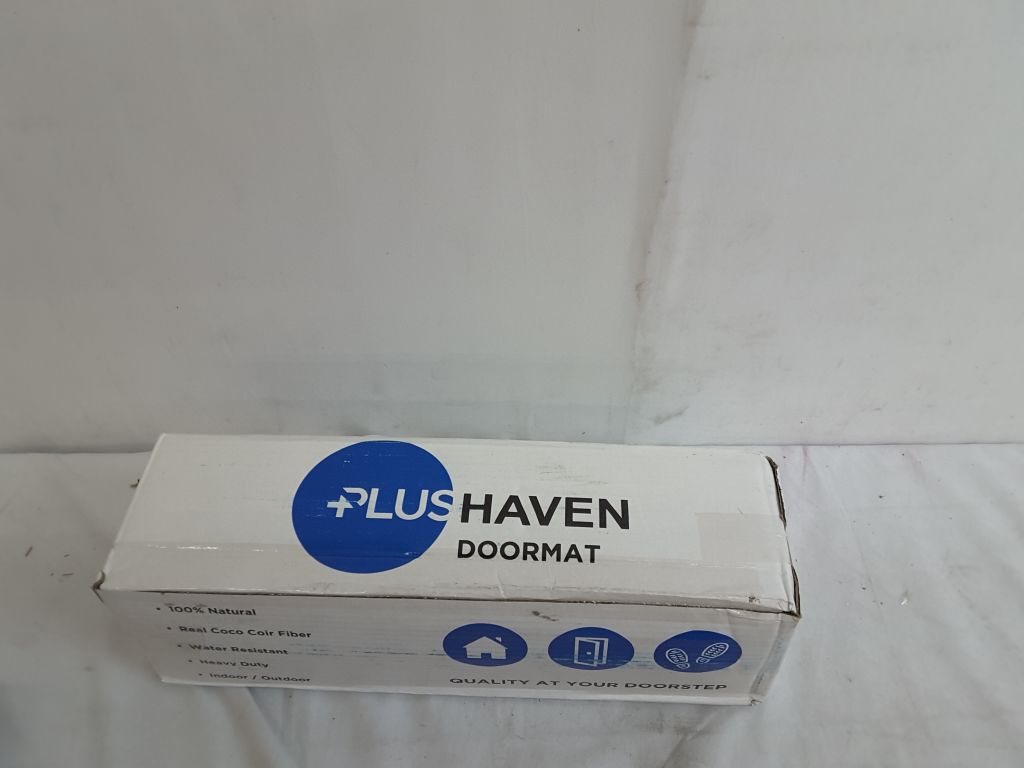 PLUSHAVEN
DOORMAT
• 100% Natural
• Real Coco Coir Fiber
• Water Resistant
• Heavy Duty
• Indoor / Outdoor
QUALITY AT YOUR DOORSTEP